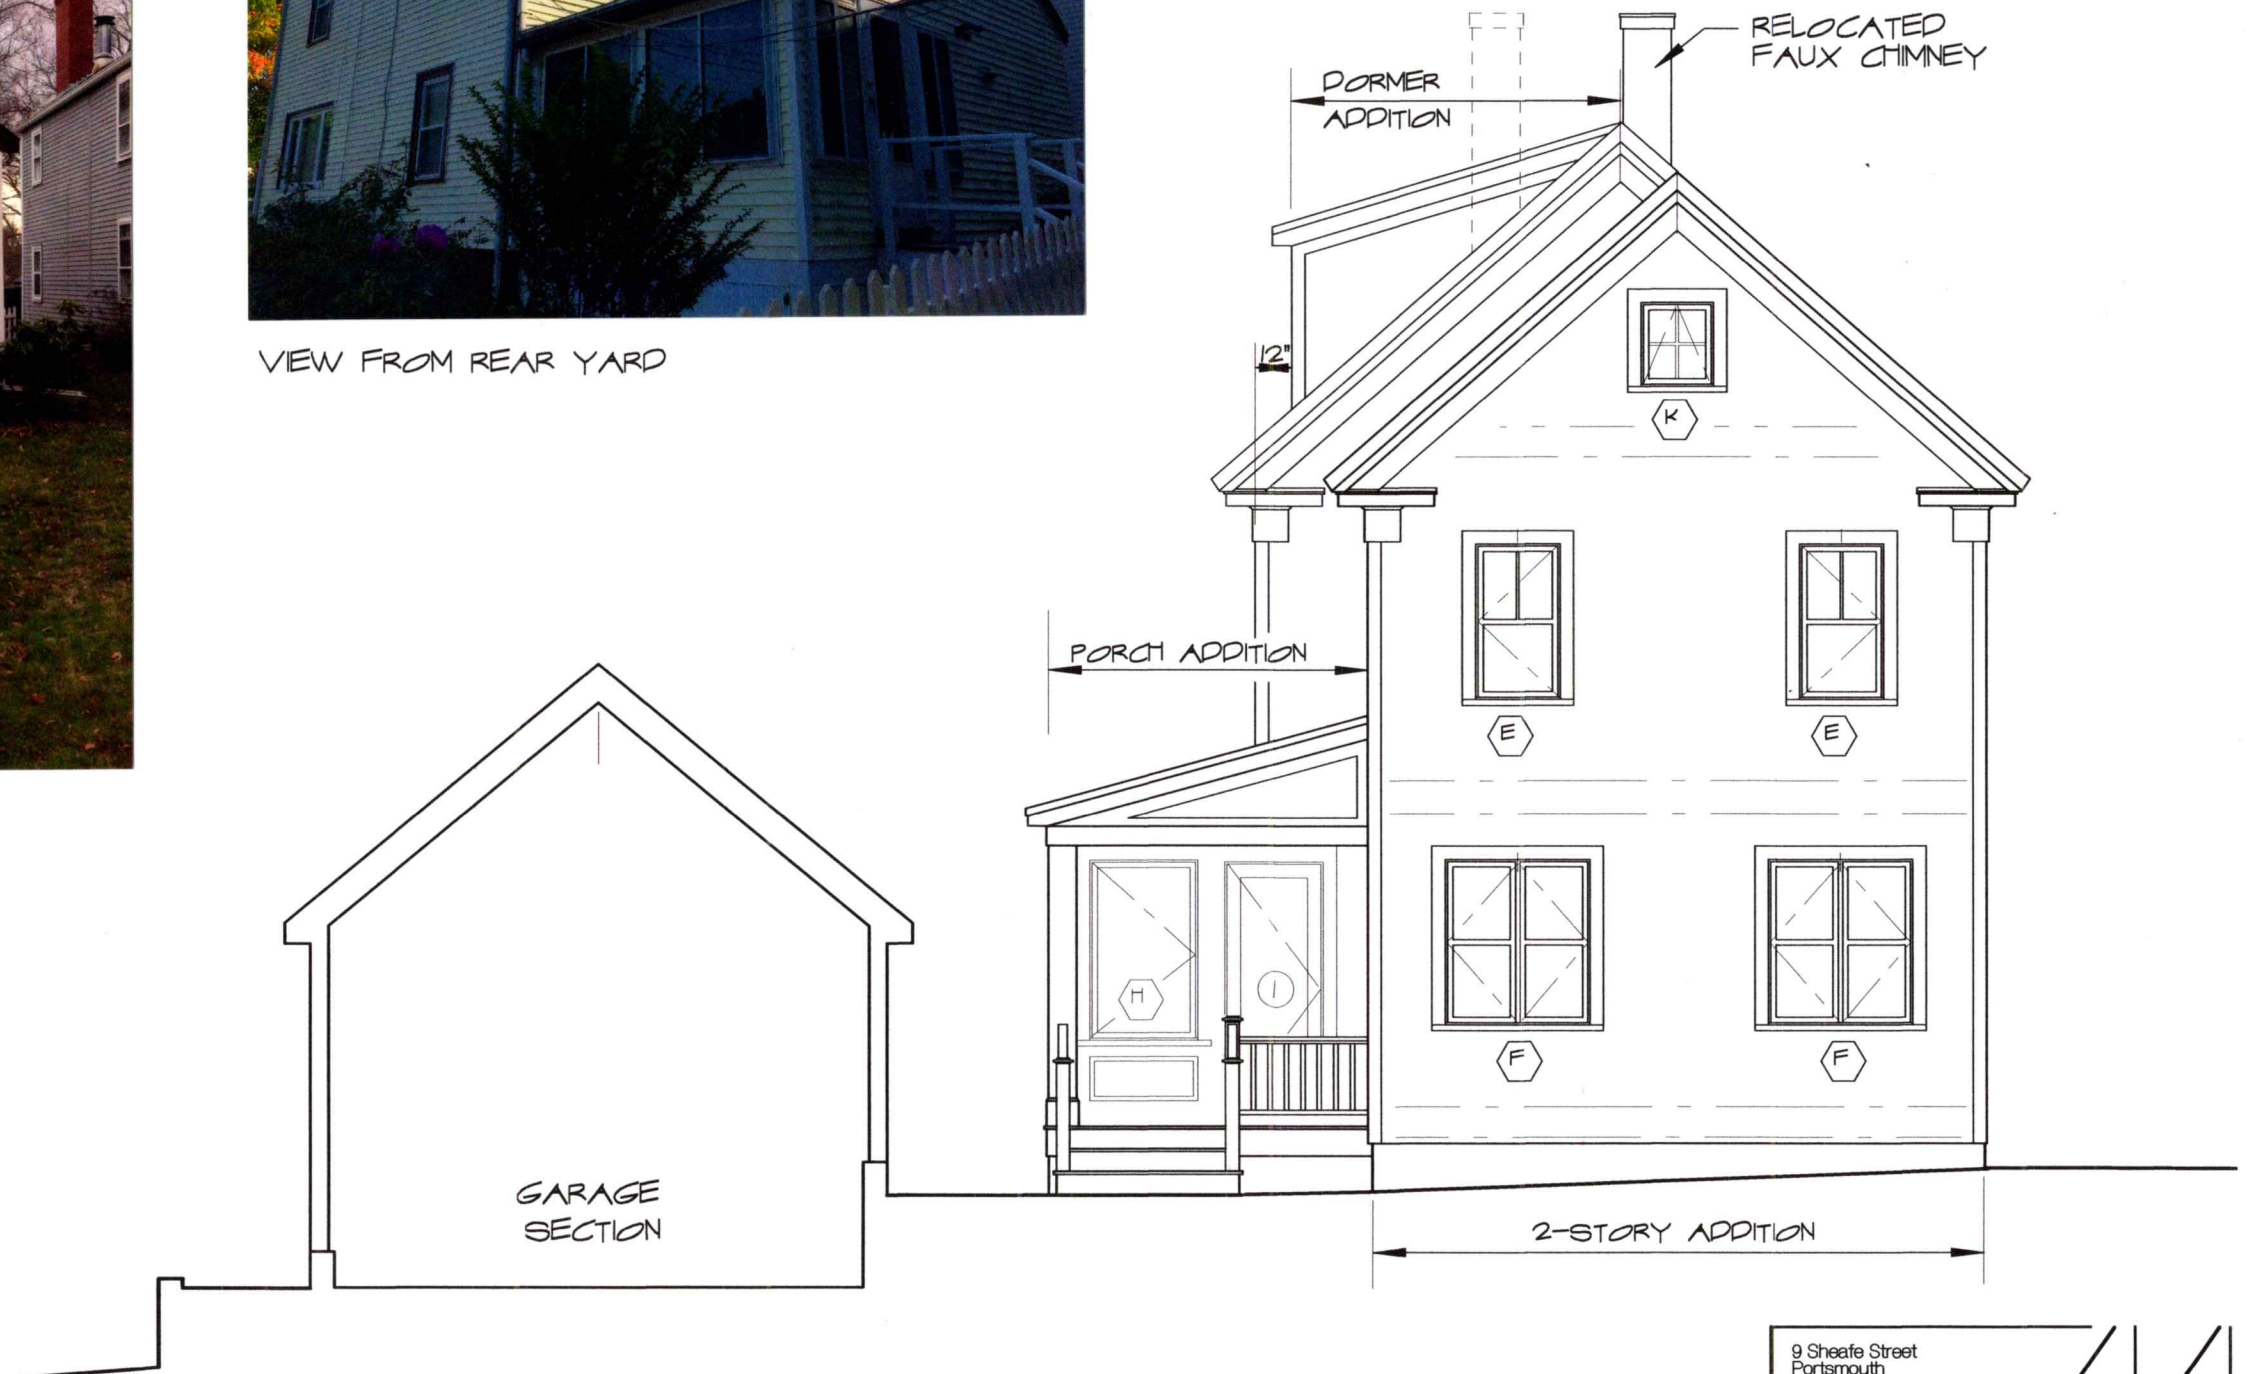 RELOCATED
FAUX CHIMNEY
DORMER
ADDITION
12"
VIEW FROM REAR YARD
K
E
E
PORCH ADDITION
H
1
F
F
GARAGE
SECTION
2-STORY ADDITION
9 Sheafe Street
Portsmouth